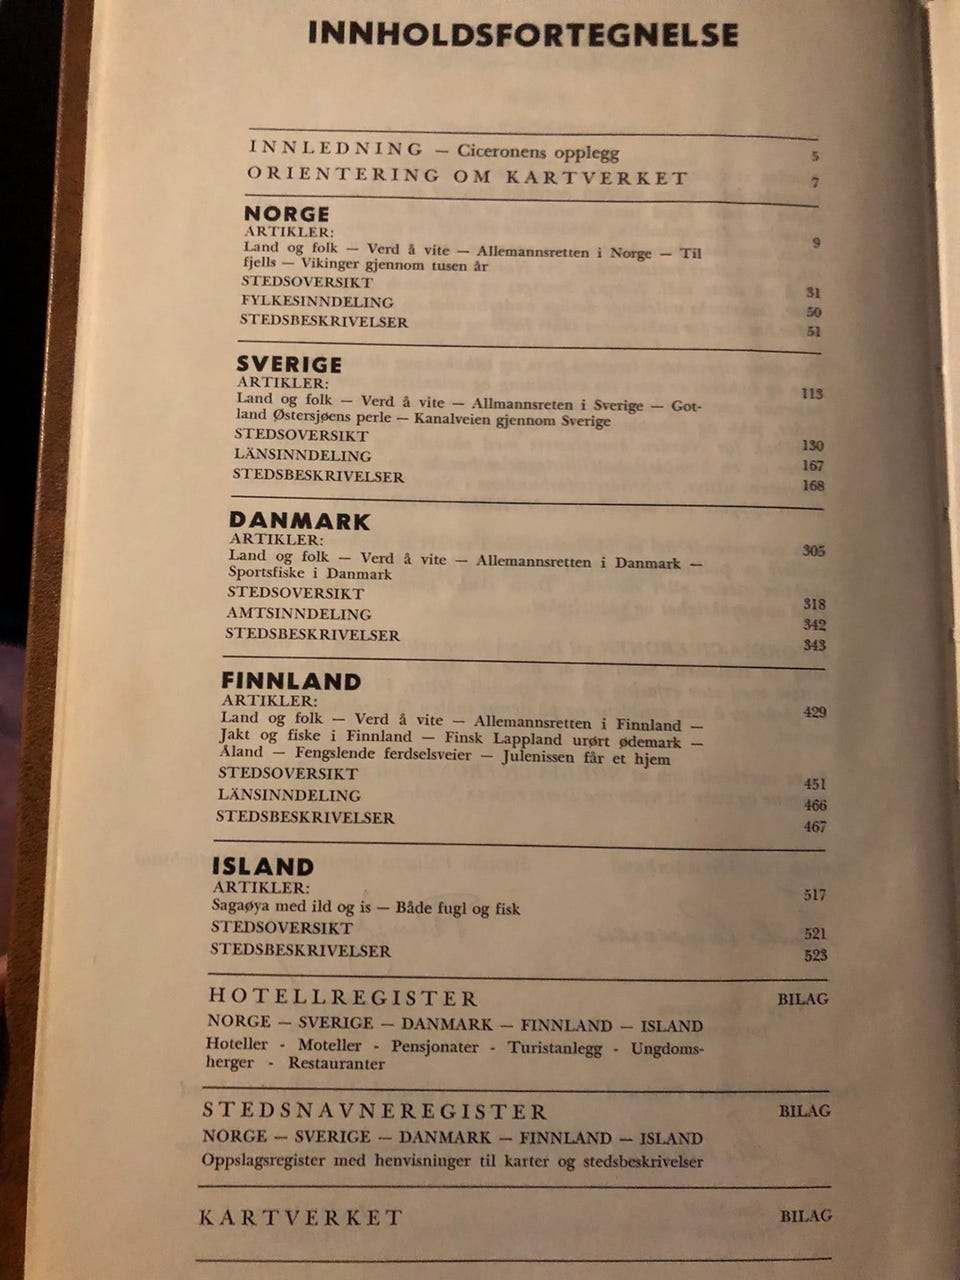 INNHOLDSFORTEGNELSE
INNLEDNING — Ciceronens opplegg 5
ORIENTERING OM KARTVERKET 7
NORGE
ARTIKLER: 9
Land og folk — Verd å vite — Allemannsretten i Norge — Til
fjells — Vikinger gjennom tusen år
STEDSOVERSIKT 31
FYLKESINNDELING 50
STEDSBESKRIVELSER 51
SVERIGE
ARTIKLER: 113
Land og folk — Verd å vite — Allmannsreten i Sverige — Got-
land Østersjøens perle — Kanalveien gjennom Sverige
STEDSOVERSIKT 130
LÄNSINNDELING 167
STEDSBESKRIVELSER 168
DANMARK
ARTIKLER: 305
Land og folk — Verd å vite — Allemannsretten i Danmark —
Sportsfiske i Danmark
STEDSOVERSIKT 318
AMTSINNDELING 342
STEDSBESKRIVELSER 343
FINNLAND
ARTIKLER: 429
Land og folk — Verd å vite — Allemannsretten i Finnland —
Jakt og fiske i Finnland — Finsk Lappland urørt ødemark —
Åland — Fengslende ferdselsveier — Julenissen får et hjem
STEDSOVERSIKT 451
LÄNSINNDELING 466
STEDSBESKRIVELSER 467
ISLAND
ARTIKLER: 517
Sagaøya med ild og is — Både fugl og fisk
STEDSOVERSIKT 521
STEDSBESKRIVELSER 523
HOTELLREGISTER BILAG
NORGE — SVERIGE — DANMARK — FINNLAND — ISLAND
Hoteller - Moteller - Pensjonater - Turistanlegg - Ungdoms-
herger - Restauranter
STEDSNAVNEREGISTER BILAG
NORGE — SVERIGE — DANMARK — FINNLAND — ISLAND
Oppslagsregister med henvisninger til karter og stedsbeskrivelser
KARTVERKET BILAG